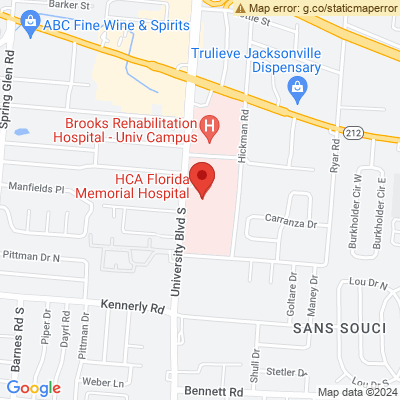 Map error: g.co/staticmaperror
Barker St
ABC Fine Wine & Spirits
Spring Glen Rd
Trulieve Jacksonville
Dispensary
Brooks Rehabilitation
Hospital - Univ Campus
H
Hickman Rd
212
Ryar Rd
HCA Florida
Memorial Hospital
Manfields Pl
Burkholder Cir W
Burkholder Cir E
Carranza Dr
University Blvd S
Pittman Dr N
Goltare Dr
Maney Dr
Lou Dr N
Kennerly Rd
SANS SOUCI
Barnes Rd S
Piper Dr
Dayrl Rd
Pittman Dr
Shull Dr
Stetler Dr
Weber Ln
Bennett Rd
Lou Dr S
Google
Map data ©2024